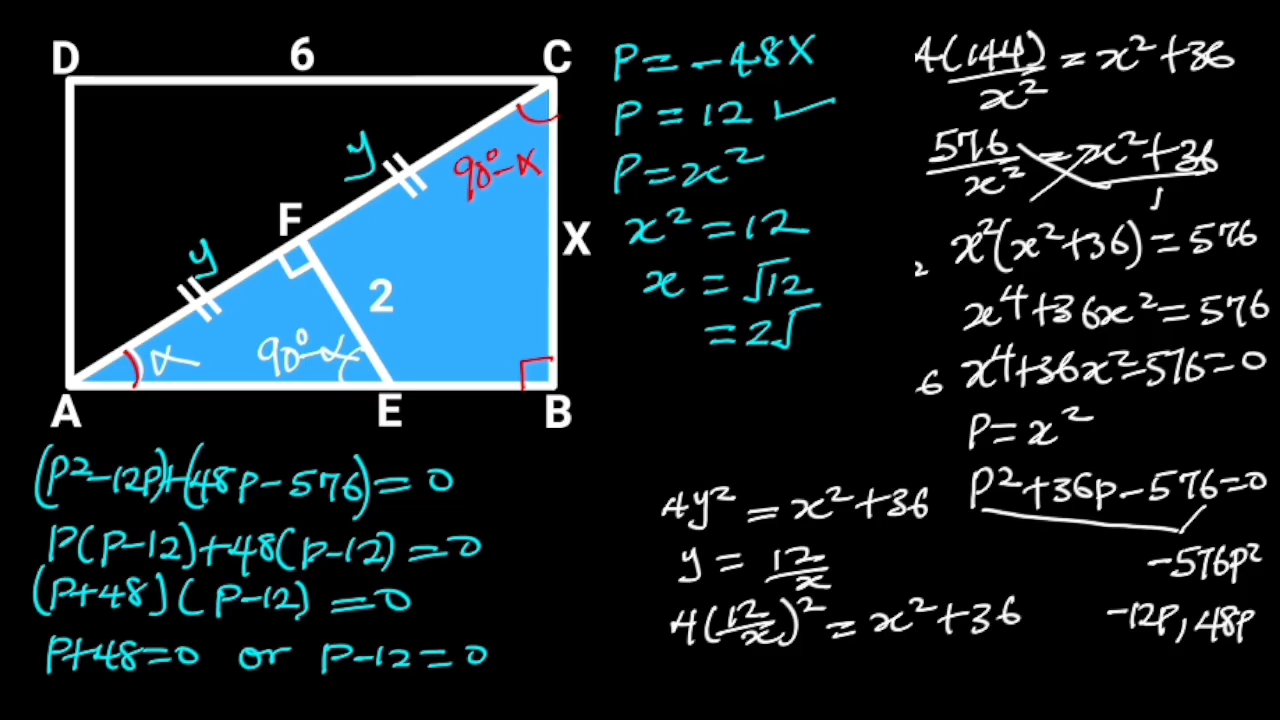 D 6 C
y
90°-α
F
X
y
2
α
90°-α
A E B
(P²-12P)+(48P-576)=0
P(P-12)+48(P-12)=0
(P+48)(P-12)=0
P+48=0 or P-12=0
P=-48X
P=12✓
P=x²
x²=12
x=√12
=2√
4y²=x²+36
y=12/x
4(12/x)²=x²+36
4(144)/x²=x²+36
576/x²=x²+36
x²(x²+36)=576
x⁴+36x²=576
x⁴+36x²-576=0
P=x²
P²+36P-576=0
-576P²
-12P,48P